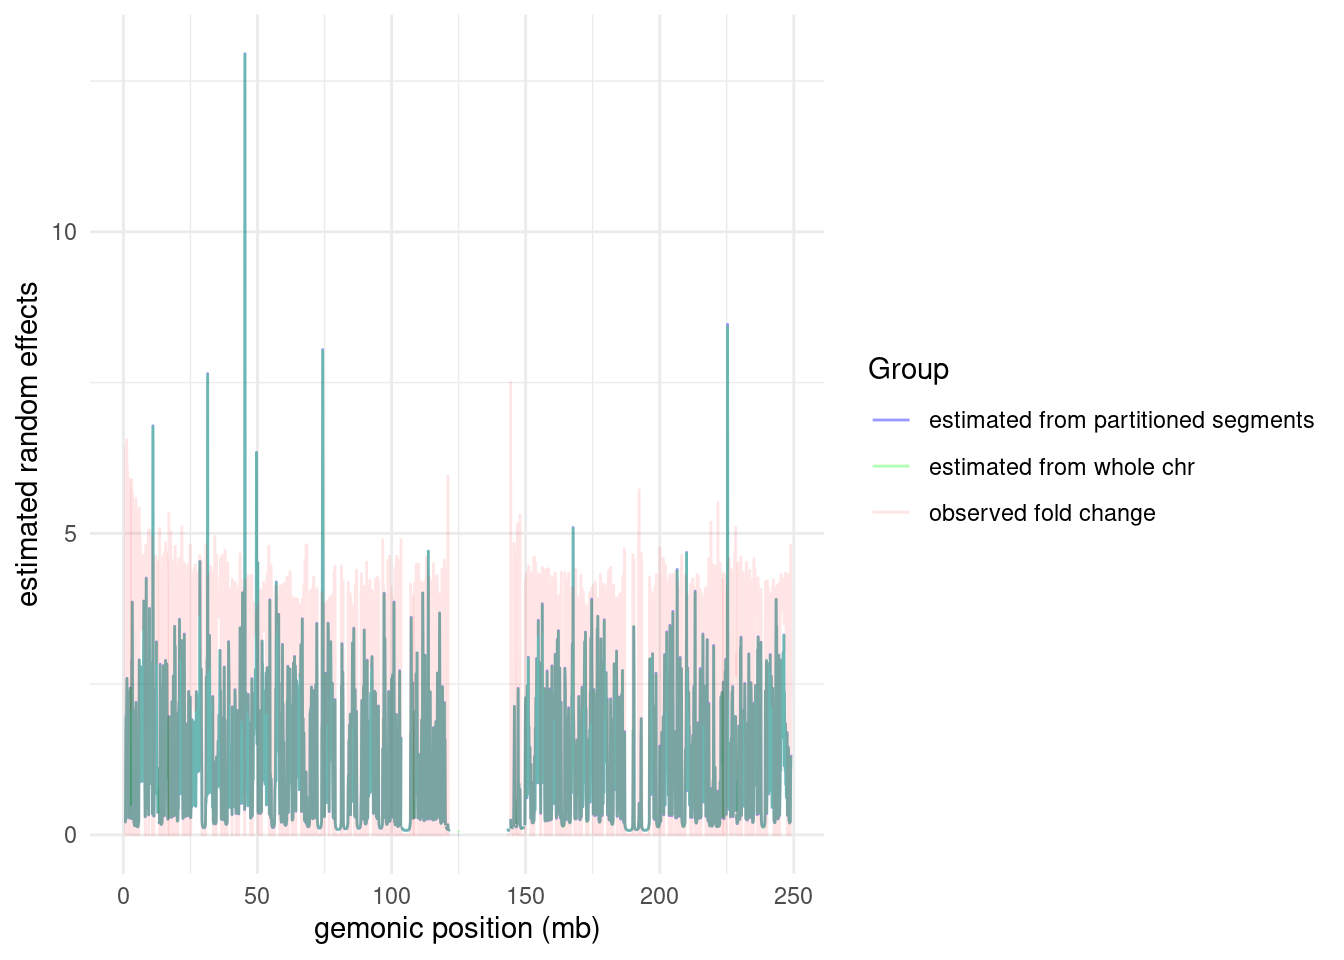 10
5
0
estimated random effects
0
50
100
150
200
250
gemonic position (mb)
Group
estimated from partitioned segments
estimated from whole chr
observed fold change